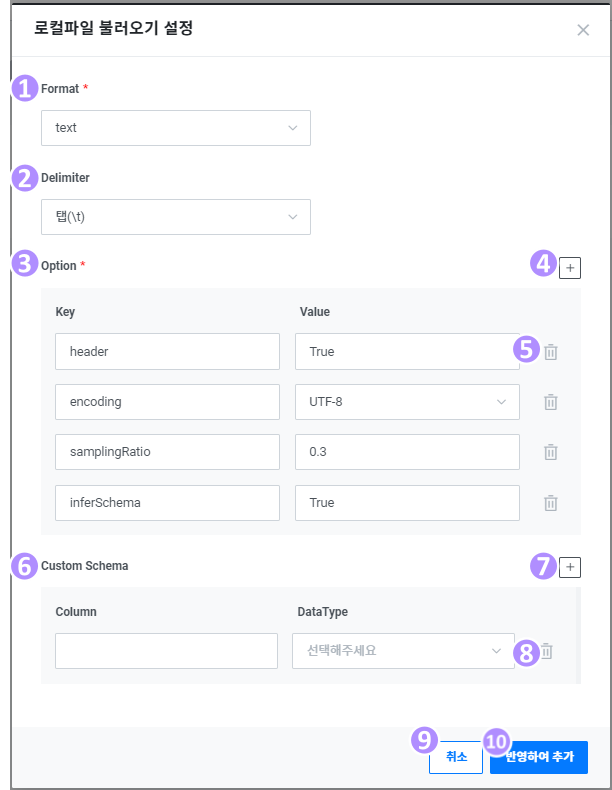 로컬파일 불러오기 설정
1 Format *
text
2 Delimiter
탭(\t)
3 Option * 4 +
Key Value
header True 5
encoding UTF-8
samplingRatio 0.3
inferSchema True
6 Custom Schema 7 +
Column DataType
선택해주세요 8
9 취소 10 반영하여 추가